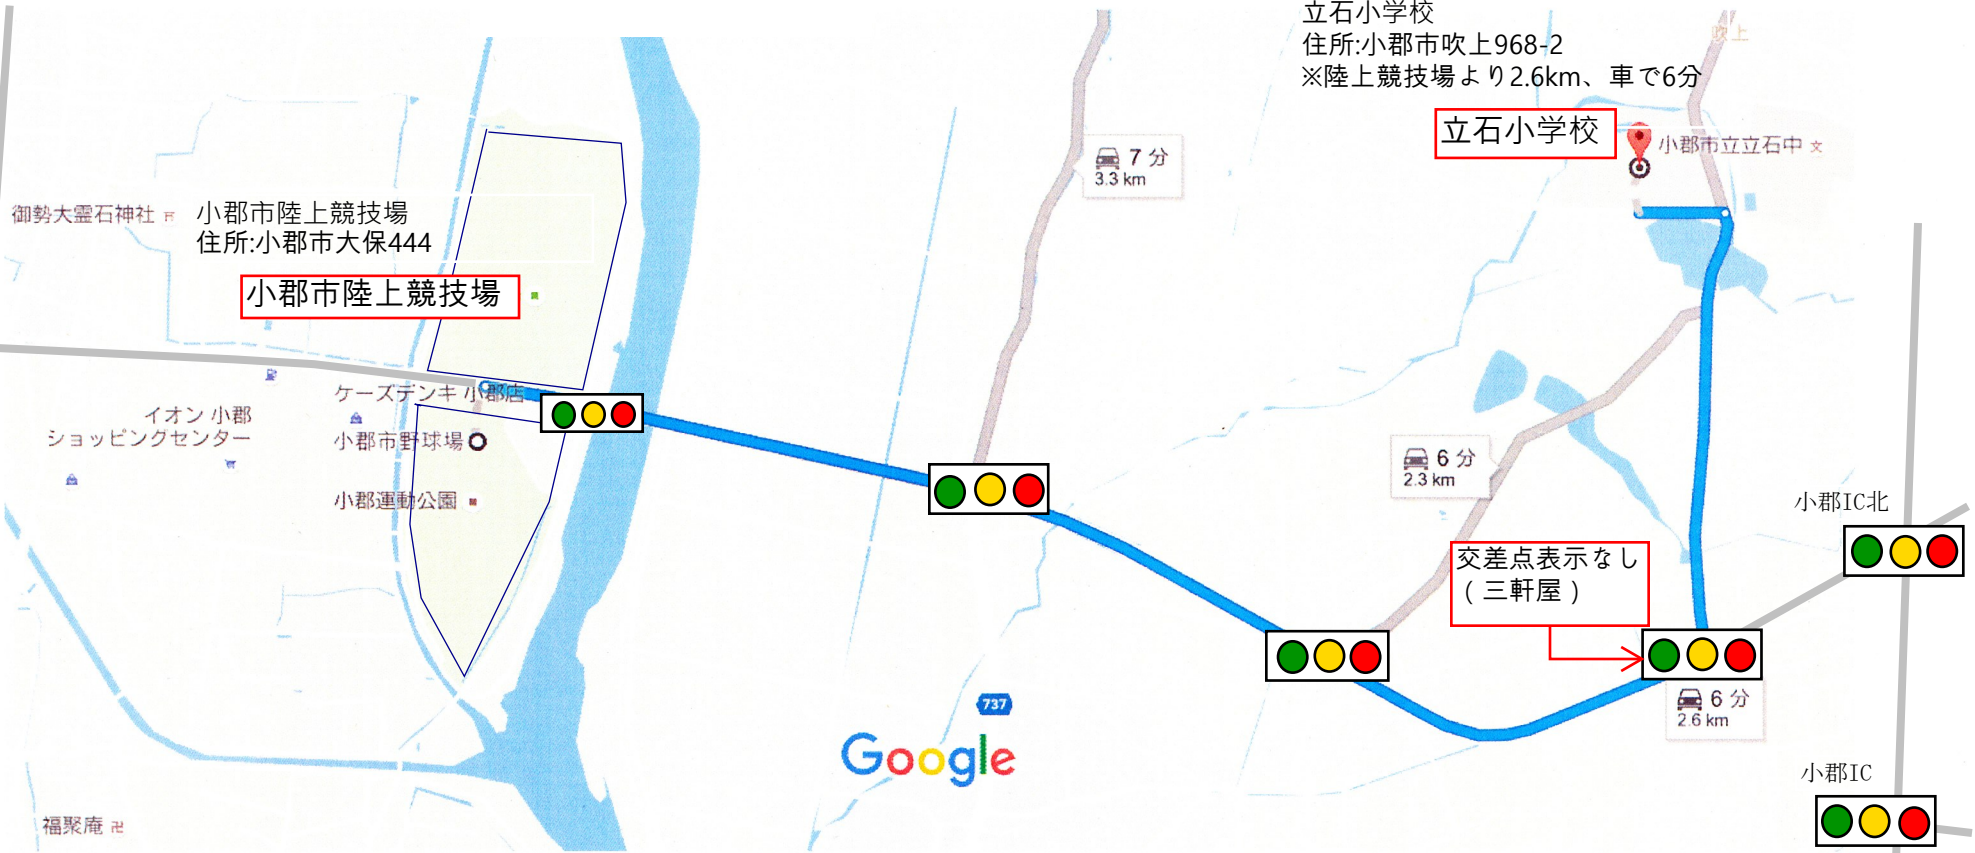 立石小学校
住所:小郡市吹上968-2
※陸上競技場より2.6km、車で6分
吹上
立石小学校
小郡市立立石中
7 分
3.3 km
御勢大霊石神社
小郡市陸上競技場
住所:小郡市大保444
小郡市陸上競技場
ケーズデンキ 小郡店
イオン 小郡
ショッピングセンター
小郡市野球場
小郡運動公園
6 分
2.3 km
小郡IC北
交差点表示なし
(三軒屋)
6 分
2.6 km
737
Google
小郡IC
福聚庵